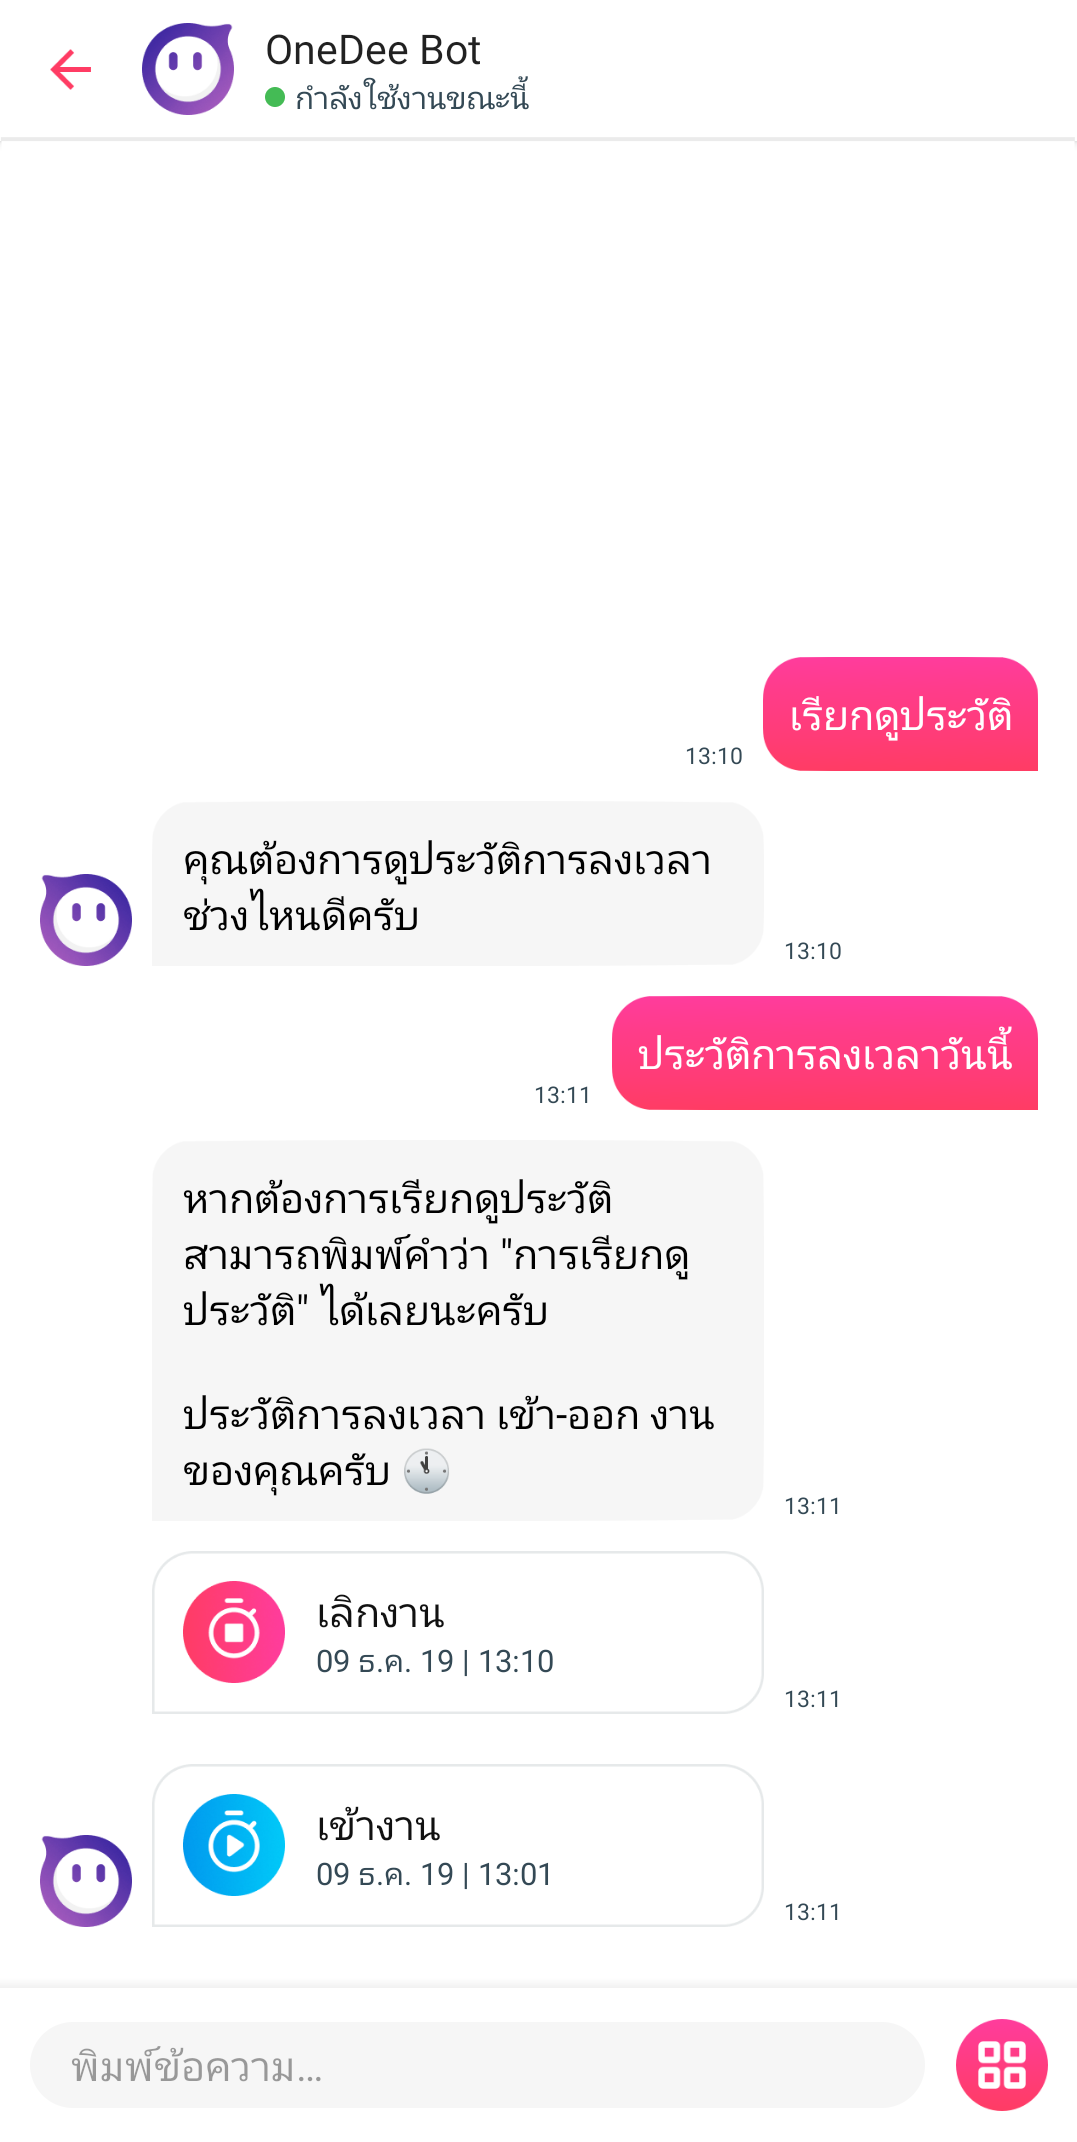 OneDee Bot
กำลังใช้งานขณะนี้
เรียกดูประวัติ
13:10
คุณต้องการดูประวัติการลงเวลา
ช่วงไหนดีครับ
13:10
ประวัติการลงเวลาวันนี้
13:11
หากต้องการเรียกดูประวัติ
สามารถพิมพ์คำว่า "การเรียกดู
ประวัติ" ได้เลยนะครับ
ประวัติการลงเวลา เข้า-ออก งาน
ของคุณครับ 🕚
13:11
เลิกงาน
09 ธ.ค. 19 | 13:10
13:11
เข้างาน
09 ธ.ค. 19 | 13:01
13:11
พิมพ์ข้อความ...